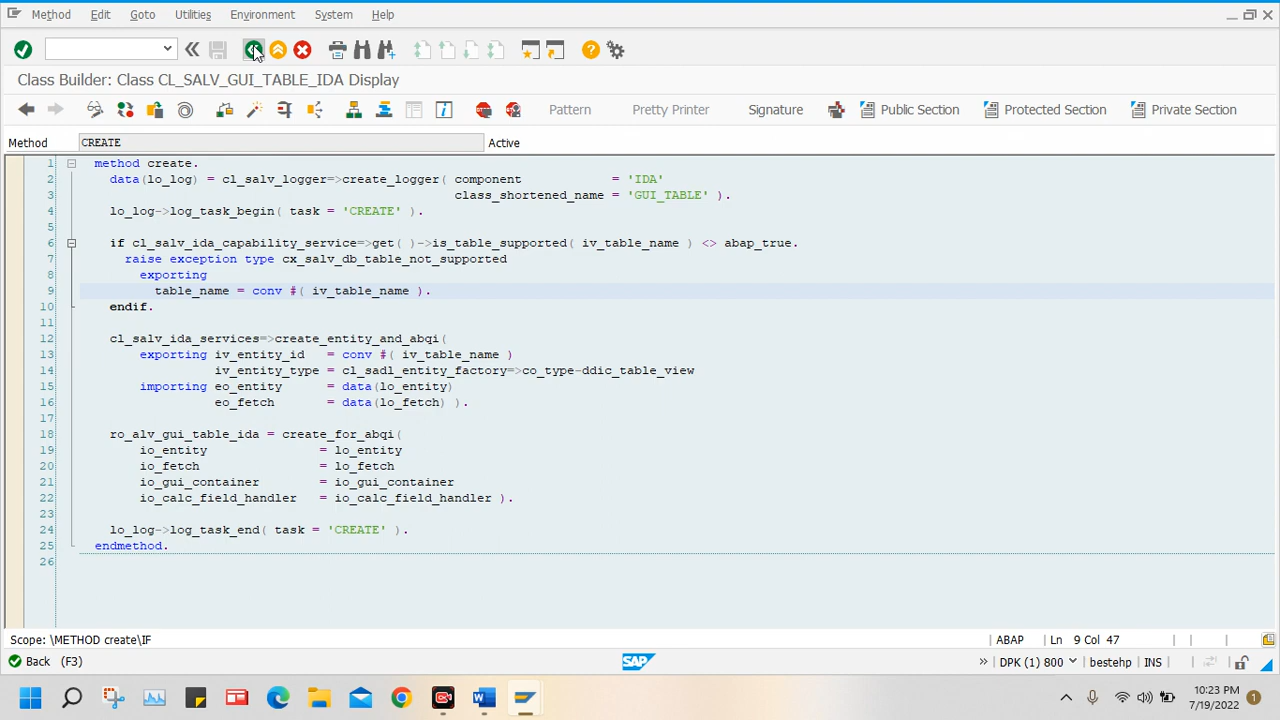 Method Edit Goto Utilities Environment System Help
Class Builder: Class CL_SALV_GUI_TABLE_IDA Display
Pattern Pretty Printer Signature Public Section Protected Section Private Section
Method CREATE Active
1 method create.
2 data(lo_log) = cl_salv_logger=>create_logger( component = 'IDA'
3 class_shortened_name = 'GUI_TABLE' ).
4 lo_log->log_task_begin( task = 'CREATE' ).
5
6 if cl_salv_ida_capability_service=>get( )->is_table_supported( iv_table_name ) <> abap_true.
7 raise exception type cx_salv_db_table_not_supported
8 exporting
9 table_name = conv #( iv_table_name ).
10 endif.
11
12 cl_salv_ida_services=>create_entity_and_abqi(
13 exporting iv_entity_id = conv #( iv_table_name )
14 iv_entity_type = cl_sadl_entity_factory=>co_type-ddic_table_view
15 importing eo_entity = data(lo_entity)
16 eo_fetch = data(lo_fetch) ).
17
18 ro_alv_gui_table_ida = create_for_abqi(
19 io_entity = lo_entity
20 io_fetch = lo_fetch
21 io_gui_container = io_gui_container
22 io_calc_field_handler = io_calc_field_handler ).
23
24 lo_log->log_task_end( task = 'CREATE' ).
25 endmethod.
26
Scope: \METHOD create\IF ABAP Ln 9 Col 47
Back (F3) SAP DPK (1) 800 bestehp INS
10:23 PM
7/19/2022
1